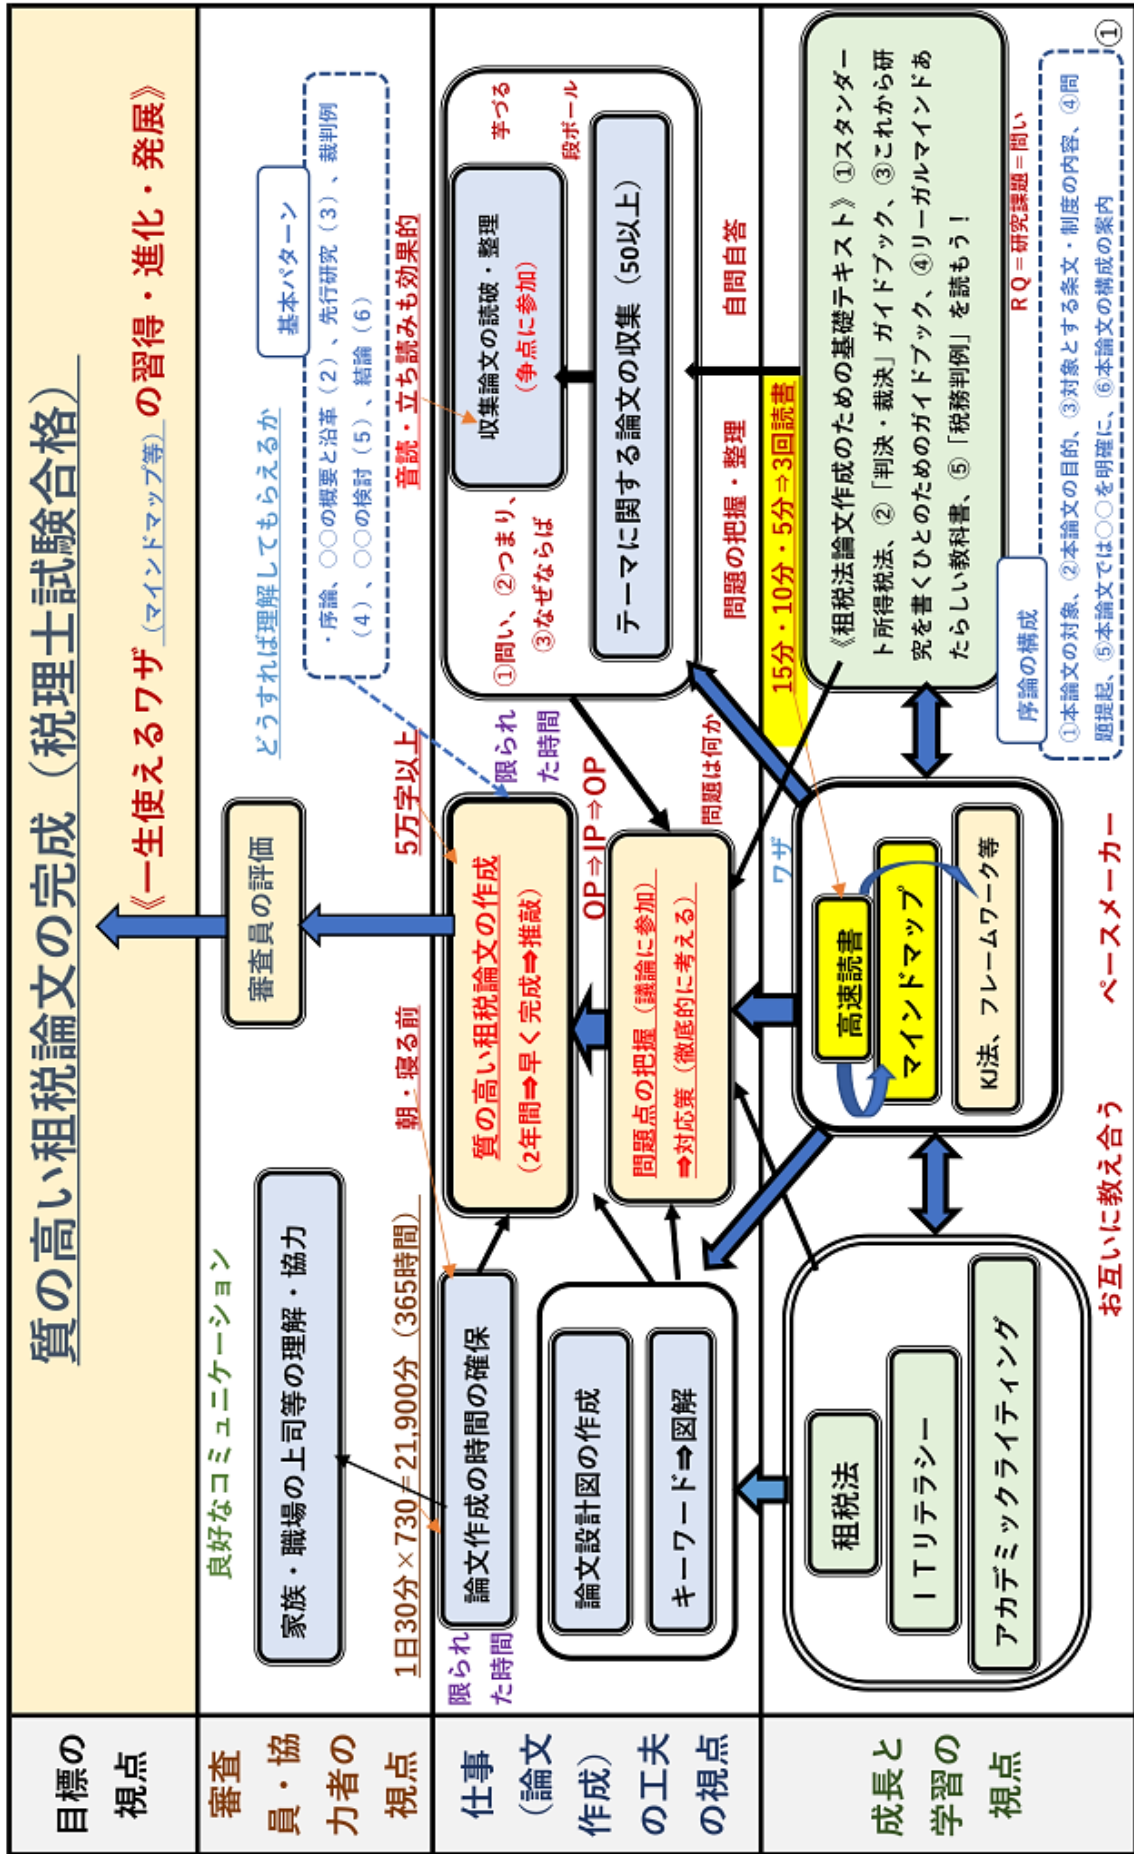 目標の
視点
質の高い租税論文の完成（税理士試験合格）
《一生使えるワザ（マインドマップ等）の習得・進化・発展》
審査
員・協
力者の
視点
良好なコミュニケーション
家族・職場の上司等の理解・協力
1日30分×730＝21,900分（365時間）
審査員の評価
朝・寝る前
5万字以上
どうすれば理解してもらえるか
基本パターン
・序論、○○の概要と沿革（2）、先行研究（3）、裁判例
（4）、○○の検討（5）、結論（6）
音読・立ち読みも効果的
仕事
（論文
作成）
の工夫
の視点
限られ
た時間
論文作成の時間の確保
論文設計図の作成
キーワード⇒図解
質の高い租税論文の作成
（2年間⇒早く完成⇒推敲）
限られ
た時間
OP⇒IP⇒OP
問題点の把握（議論に参加）
⇒対応策（徹底的に考える）
問題は何か
①問い、②つまり、
③なぜならば
収集論文の読破・整理
（争点に参加）
芋づる
段ボール
テーマに関する論文の収集（50以上）
問題の把握・整理
自問自答
成長と
学習の
視点
租税法
ＩＴリテラシー
アカデミックライティング
お互いに教え合う
ワザ
高速読書
マインドマップ
KJ法、フレームワーク等
ペースメーカー
15分・10分・5分⇒3回読書
《租税法論文作成のための基礎テキスト》①スタンダー
ド所得税法、②「判決・裁決」ガイドブック、③これから研
究を書くひとのためのガイドブック、④リーガルマインドあ
たらしい教科書、⑤「税務判例」を読もう！
ＲＱ＝研究課題＝問い
序論の構成
①本論文の対象、②本論文の目的、③対象とする条文・制度の内容、④問
題提起、⑤本論文では○○を明確に、⑥本論文の構成の案内
①